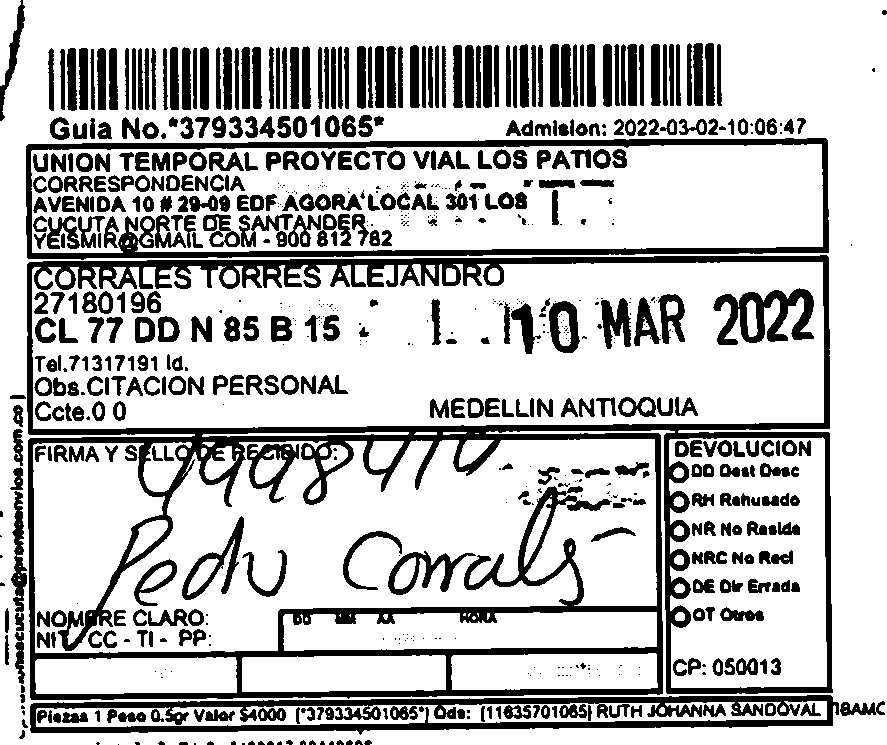 Guia No.*379334501065*
Admision: 2022-03-02-10:06:47
UNION TEMPORAL PROYECTO VIAL LOS PATIOS
CORRESPONDENCIA
AVENIDA 10 # 29-09 EDF AGORA LOCAL 301 LOS
CUCUTA NORTE DE SANTANDER
YEISMIR@GMAIL COM - 900 812 782
CORRALES TORRES ALEJANDRO
27180196
CL 77 DD N 85 B 15
10 MAR 2022
Tel.71317191 Id.
Obs.CITACION PERSONAL
Ccte.0 0
MEDELLIN ANTIOQUIA
FIRMA Y SELLO DE RECIBIDO:
Pedro Corrales
NOMBRE CLARO:
NIT - CC - TI - PP:
DD MM AA HORA
DEVOLUCION
DD Dest Desc
RH Rehusado
NR No Reside
NRC No Recl
DE Dir Errada
OT Otros
CP: 050013
Piezas 1 Peso 0.5gr Valor $4000 [*379334501065*] Ods: [11635701065] RUTH JOHANNA SANDOVAL 18AMC